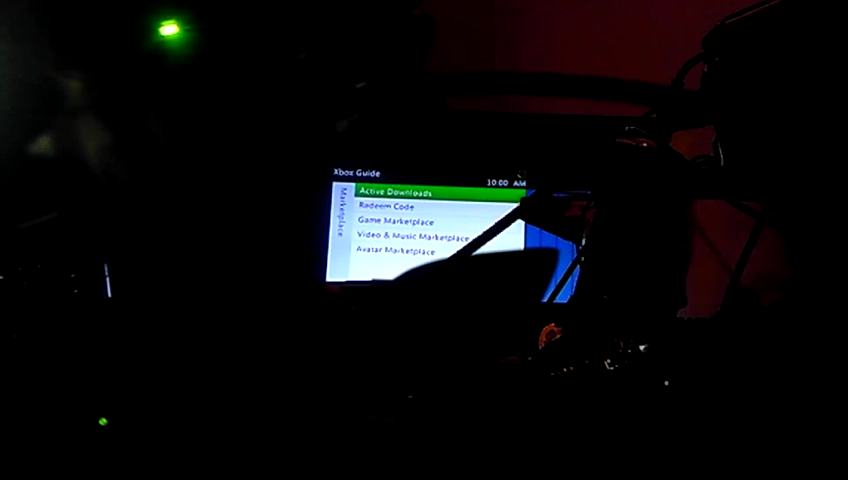 Xbox Guide
10:00 AM
Marketplace
Active Downloads
Redeem Code
Game Marketplace
Video & Music Marketplace
Avatar Marketplace